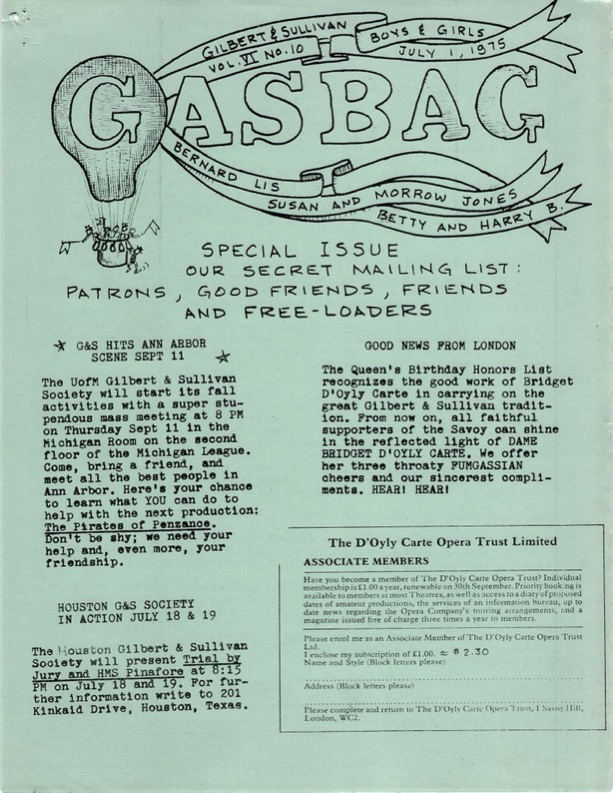 GILBERT & SULLIVAN
BOYS & GIRLS
VOL. VI NO. 10
JULY 1, 1975
GASBAG
BERNARD LIS
SUSAN AND MORROW JONES
BETTY AND HARRY B.
SPECIAL ISSUE
OUR SECRET MAILING LIST:
PATRONS, GOOD FRIENDS, FRIENDS
AND FREE-LOADERS
G&S HITS ANN ARBOR
SCENE SEPT 11
The UofM Gilbert & Sullivan
Society will start its fall
activities with a super stu-
pendous mass meeting at 8 PM
on Thursday Sept 11 in the
Michigan Room on the second
floor of the Michigan League.
Come, bring a friend, and
meet all the best people in
Ann Arbor. Here's your chance
to learn what YOU can do to
help with the next production:
The Pirates of Penzance.
Don't be shy; we need your
help and, even more, your
friendship.
HOUSTON G&S SOCIETY
IN ACTION JULY 18 & 19
The Houston Gilbert & Sullivan
Society will present Trial by
Jury and HMS Pinafore at 8:15
PM on July 18 and 19. For fur-
ther information write to 201
Kinkaid Drive, Houston, Texas.
GOOD NEWS FROM LONDON
The Queen's Birthday Honors List
recognizes the good work of Bridget
D'Oyly Carte in carrying on the
great Gilbert & Sullivan tradit-
ion. From now on, all faithful
supporters of the Savoy can shine
in the reflected light of DAME
BRIDGET D'OYLY CARTE. We offer
her three throaty FUMGASSIAN
cheers and our sincerest compli-
ments. HEAR! HEAR!
The D'Oyly Carte Opera Trust Limited
ASSOCIATE MEMBERS
Have you become a member of The D'Oyly Carte Opera Trust? Individual
membership is £1.00 a year, renewable on 30th September. Priority booking is
available to members at most Theatres, as well as access to a diary of proposed
dates of amateur productions, the services of an information bureau, up to
date news regarding the Opera Company's touring arrangements, and a
magazine issued free of charge three times a year to members.
Please enrol me as an Associate Member of The D'Oyly Carte Opera Trust
Ltd.
I enclose my subscription of £1.00. ≈ $2.30
Name and Style (Block letters please)
Address (Block letters please)
Please complete and return to The D'Oyly Carte Opera Trust, 1 Savoy Hill,
London, WC2.